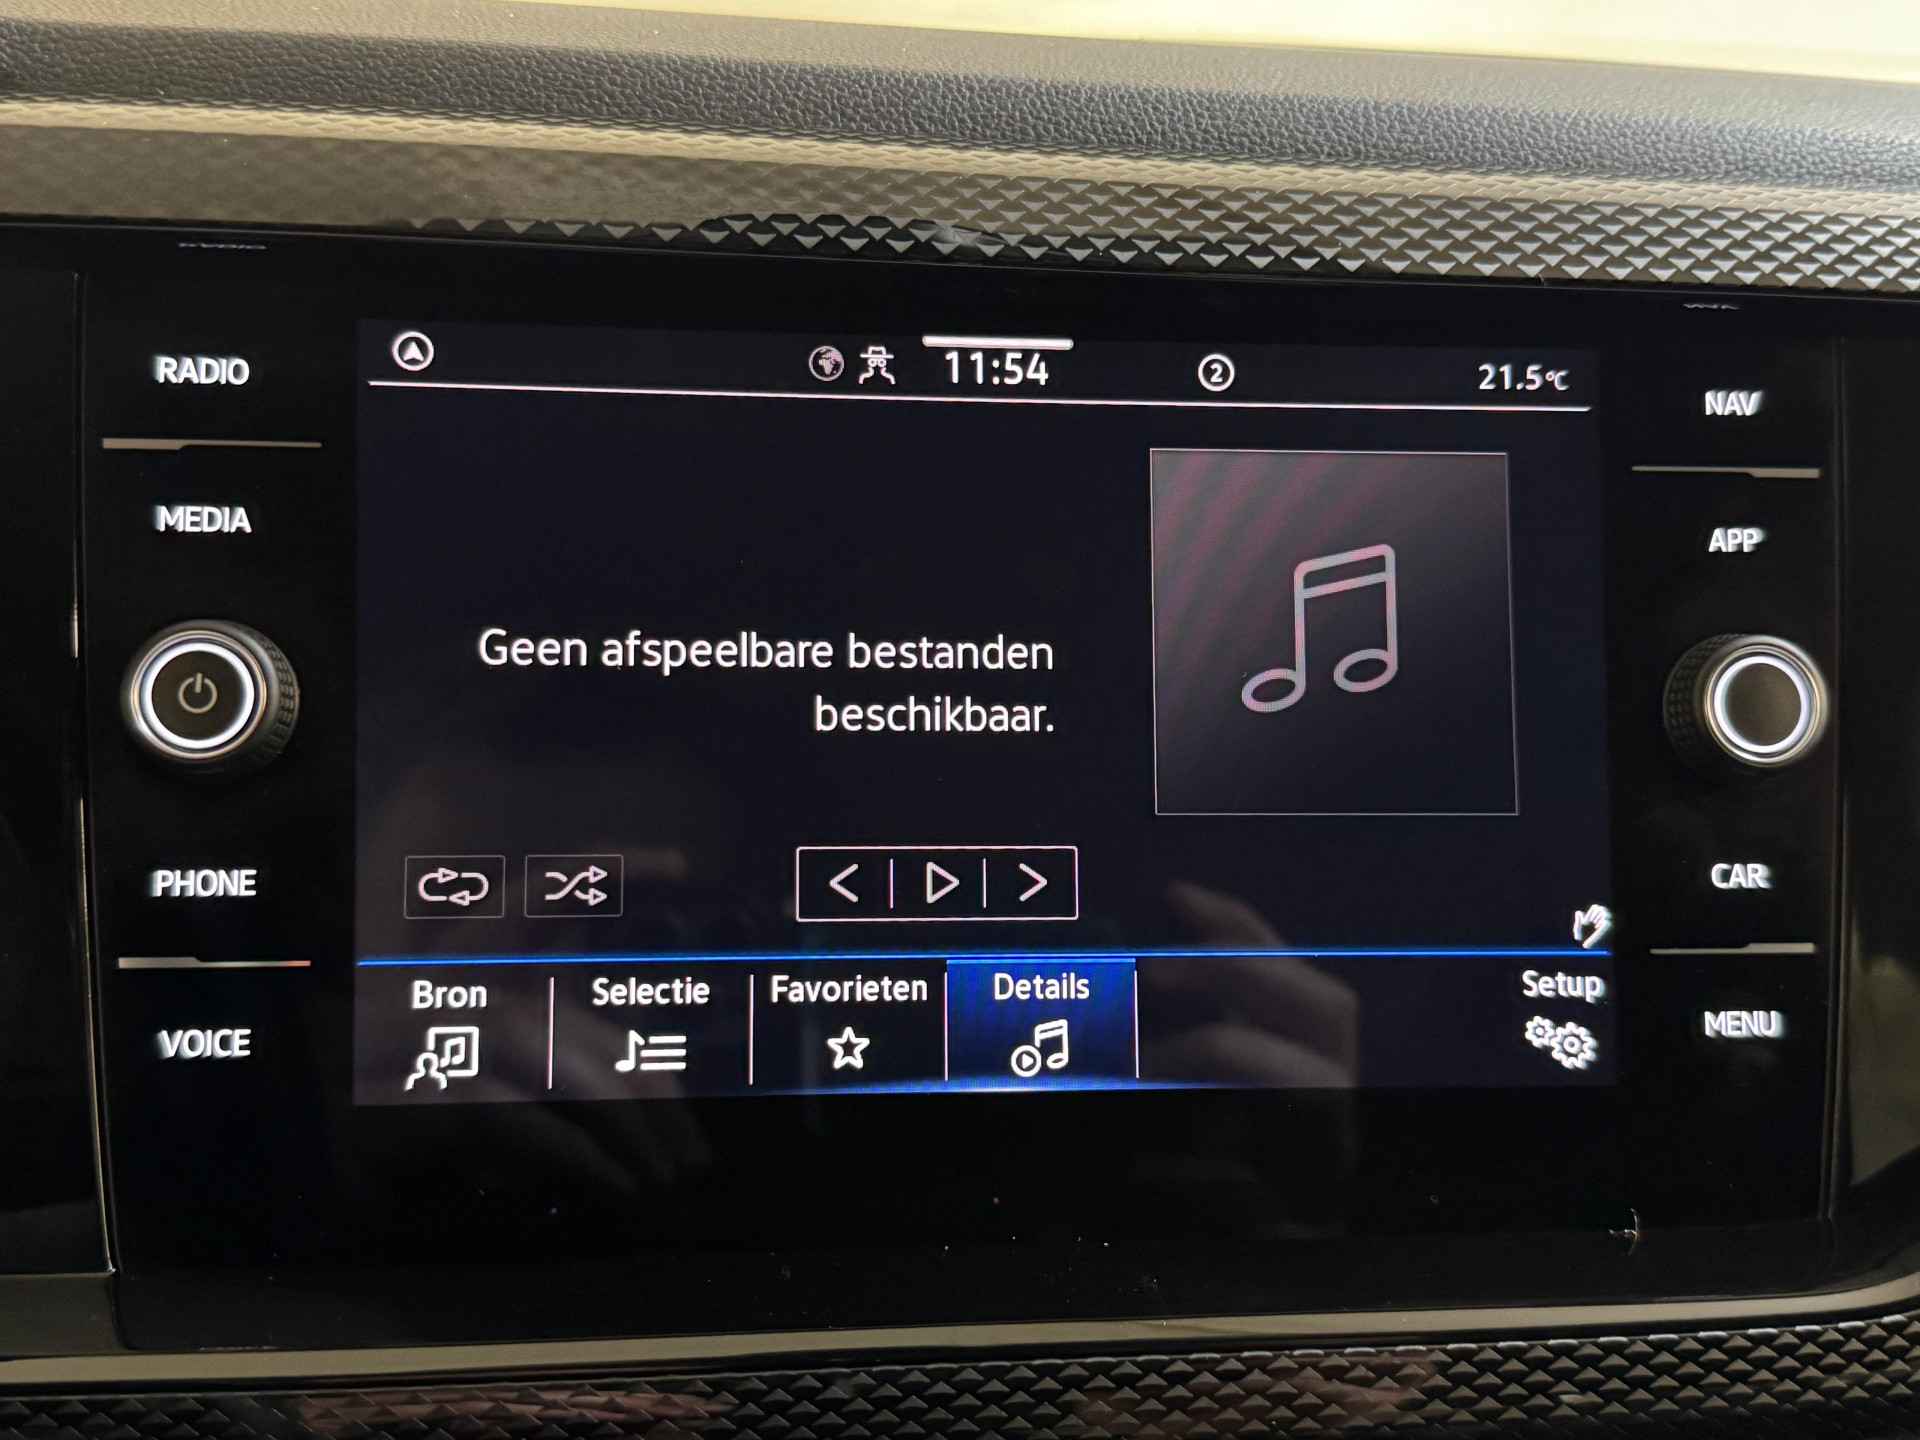 RADIO
MEDIA
PHONE
VOICE
11:54
2
21.5°C
Geen afspeelbare bestanden
beschikbaar.
Bron
Selectie
Favorieten
Details
Setup
NAV
APP
CAR
MENU